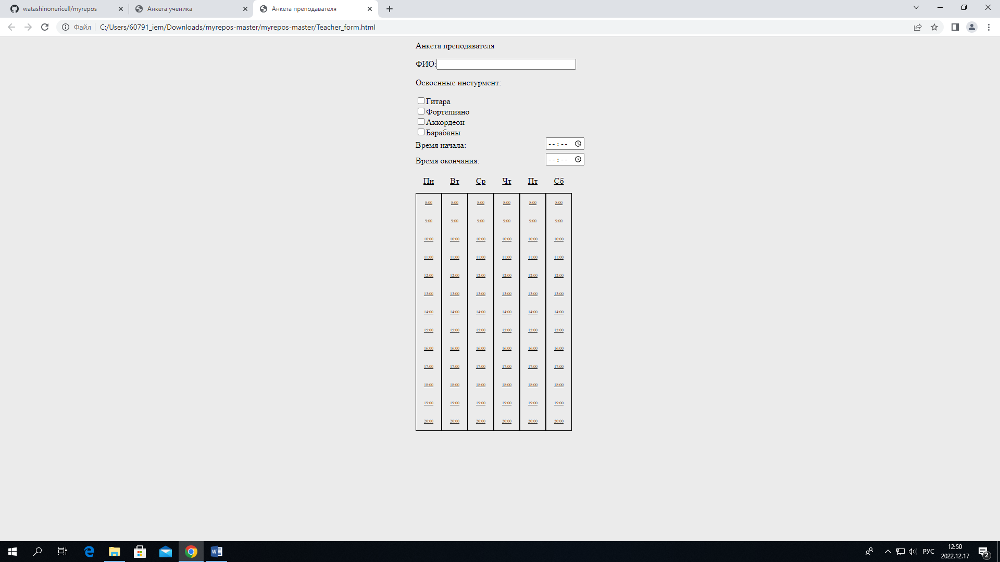 watashinonericell/myrepos
Анкета ученика
Анкета преподавателя
Файл
C:/Users/60791_iem/Downloads/myrepos-master/myrepos-master/Teacher_form.html
Анкета преподавателя
ФИО:
Освоенные инстурмент:
Гитара
Фортепиано
Аккордеон
Барабаны
Время начала: --:--
Время окончания: --:--
Пн Вт Ср Чт Пт Сб
8:00 8:00 8:00 8:00 8:00 8:00
9:00 9:00 9:00 9:00 9:00 9:00
10:00 10:00 10:00 10:00 10:00 10:00
11:00 11:00 11:00 11:00 11:00 11:00
12:00 12:00 12:00 12:00 12:00 12:00
13:00 13:00 13:00 13:00 13:00 13:00
14:00 14:00 14:00 14:00 14:00 14:00
15:00 15:00 15:00 15:00 15:00 15:00
16:00 16:00 16:00 16:00 16:00 16:00
17:00 17:00 17:00 17:00 17:00 17:00
18:00 18:00 18:00 18:00 18:00 18:00
19:00 19:00 19:00 19:00 19:00 19:00
20:00 20:00 20:00 20:00 20:00 20:00
РУС
12:50
2022.12.17
2